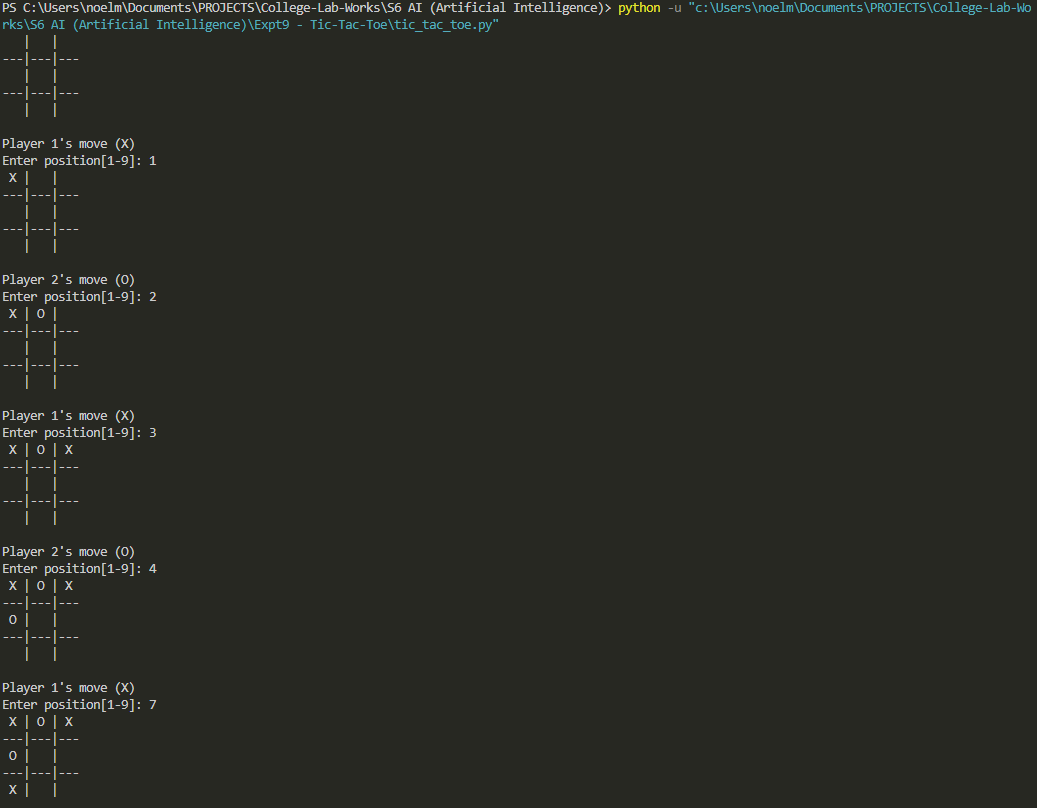 PS C:\Users\noelm\Documents\PROJECTS\College-Lab-Works\S6 AI (Artificial Intelligence)> python -u "c:\Users\noelm\Documents\PROJECTS\College-Lab-Wo
rks\S6 AI (Artificial Intelligence)\Expt9 - Tic-Tac-Toe\tic_tac_toe.py"
   |   |
---|---|---
   |   |
---|---|---
   |   |

Player 1's move (X)
Enter position[1-9]: 1
 X |   |
---|---|---
   |   |
---|---|---
   |   |

Player 2's move (O)
Enter position[1-9]: 2
 X | O |
---|---|---
   |   |
---|---|---
   |   |

Player 1's move (X)
Enter position[1-9]: 3
 X | O | X
---|---|---
   |   |
---|---|---
   |   |

Player 2's move (O)
Enter position[1-9]: 4
 X | O | X
---|---|---
 O |   |
---|---|---
   |   |

Player 1's move (X)
Enter position[1-9]: 7
 X | O | X
---|---|---
 O |   |
---|---|---
 X |   |